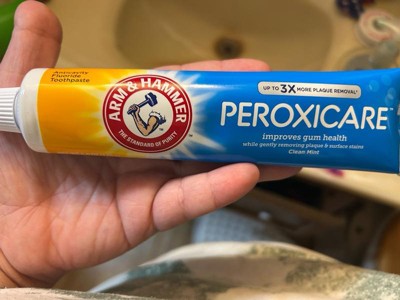 Anticavity
Fluoride
Toothpaste
ARM & HAMMER
THE STANDARD OF PURITY
UP TO 3X MORE PLAQUE REMOVAL
PEROXICARE™
improves gum health
while gently removing plaque & surface stains
Clean Mint